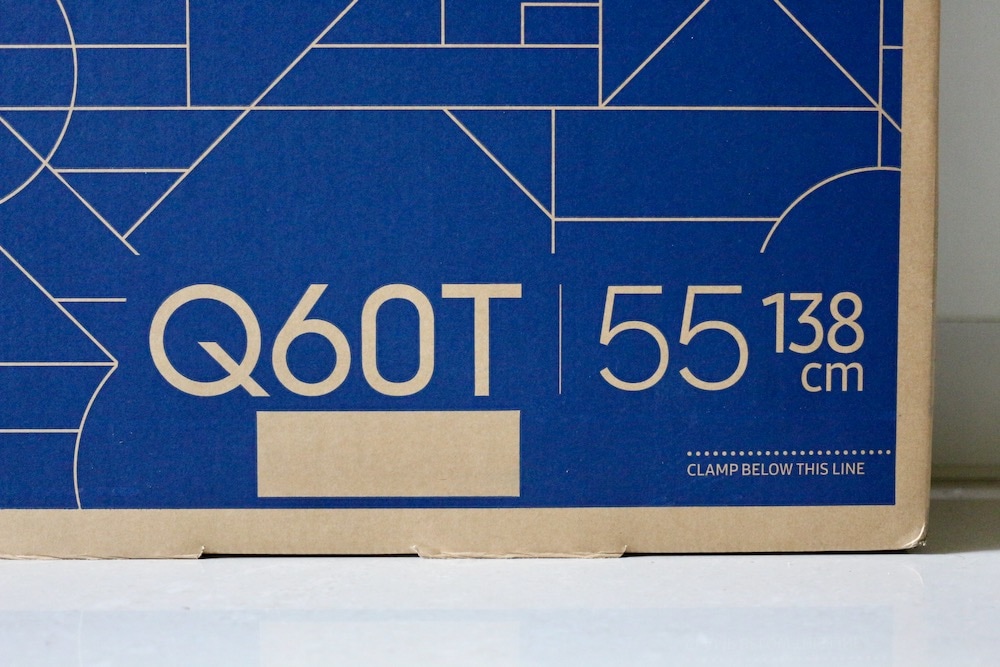 Q60T 55 138
cm
CLAMP BELOW THIS LINE